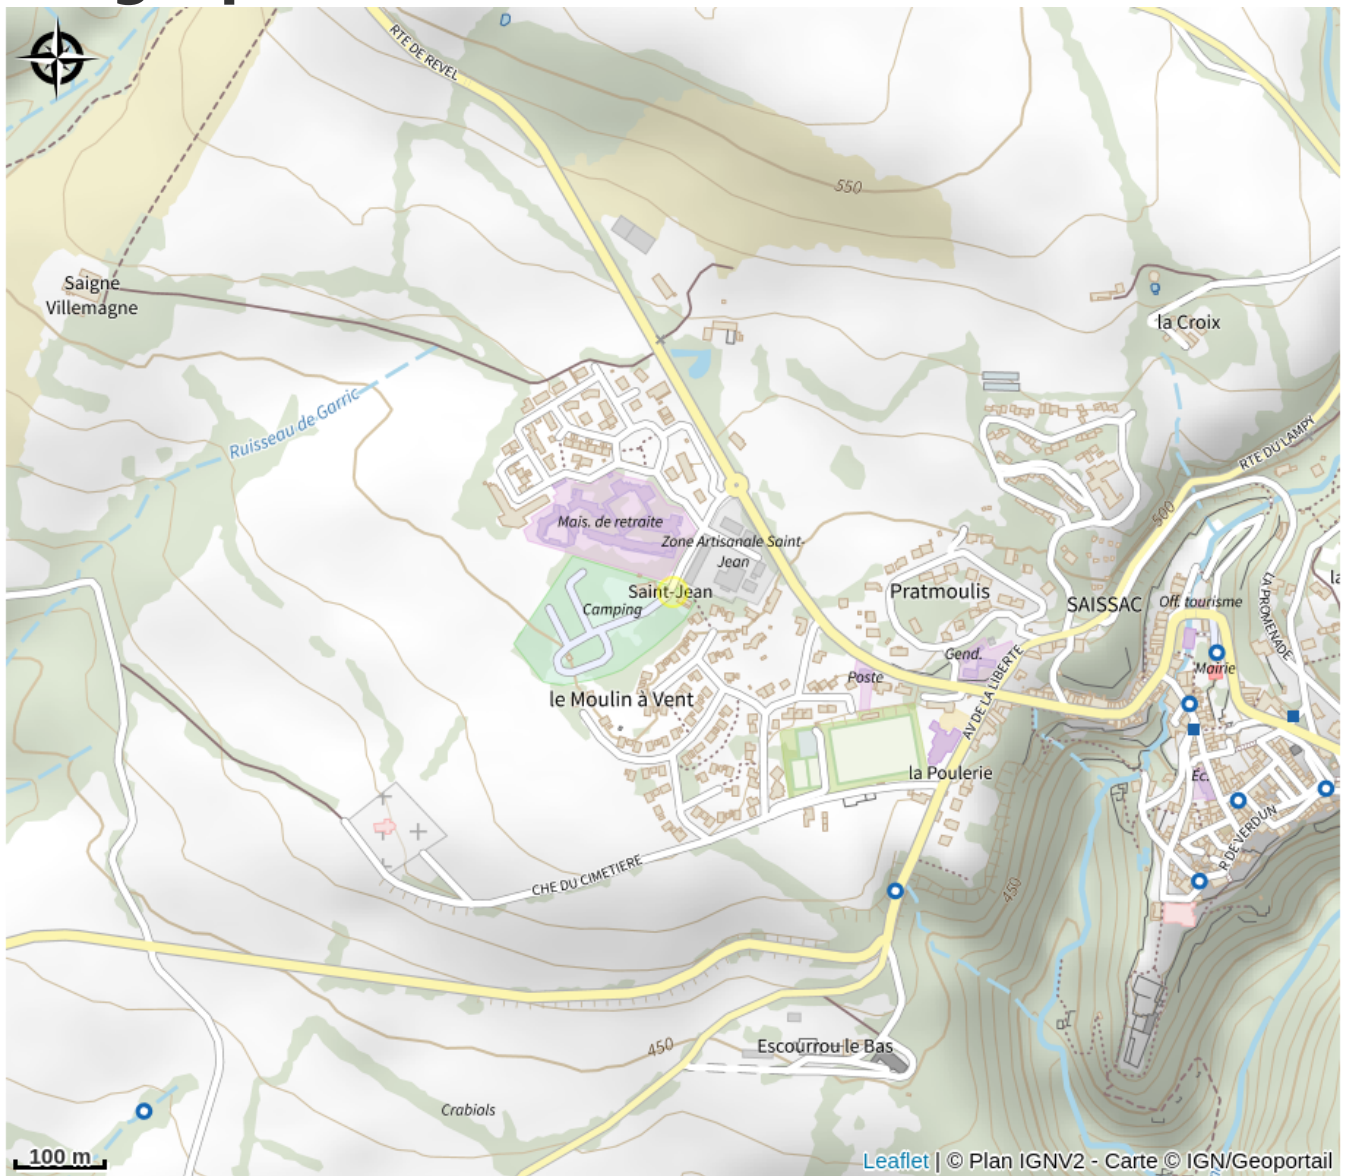 RTE DE REVEL
550
Saigne
Villemagne
la Croix
Ruisseau de Garric
RTE DU LAMPY
500
Mais. de retraite
Zone Artisanale Saint-
Jean
Saint-Jean
Camping
Pratmoulis
SAISSAC
Off. tourisme
LA PROMENADE
Gend.
Mairie
Poste
AV DE LA LIBERTE
le Moulin à Vent
la Poulerie
Éc.
R DE VERDUN
CHE DU CIMETIERE
450
450
Escourrou le Bas
Crabiols
100 m
Leaflet | © Plan IGNV2 - Carte © IGN/Geoportail